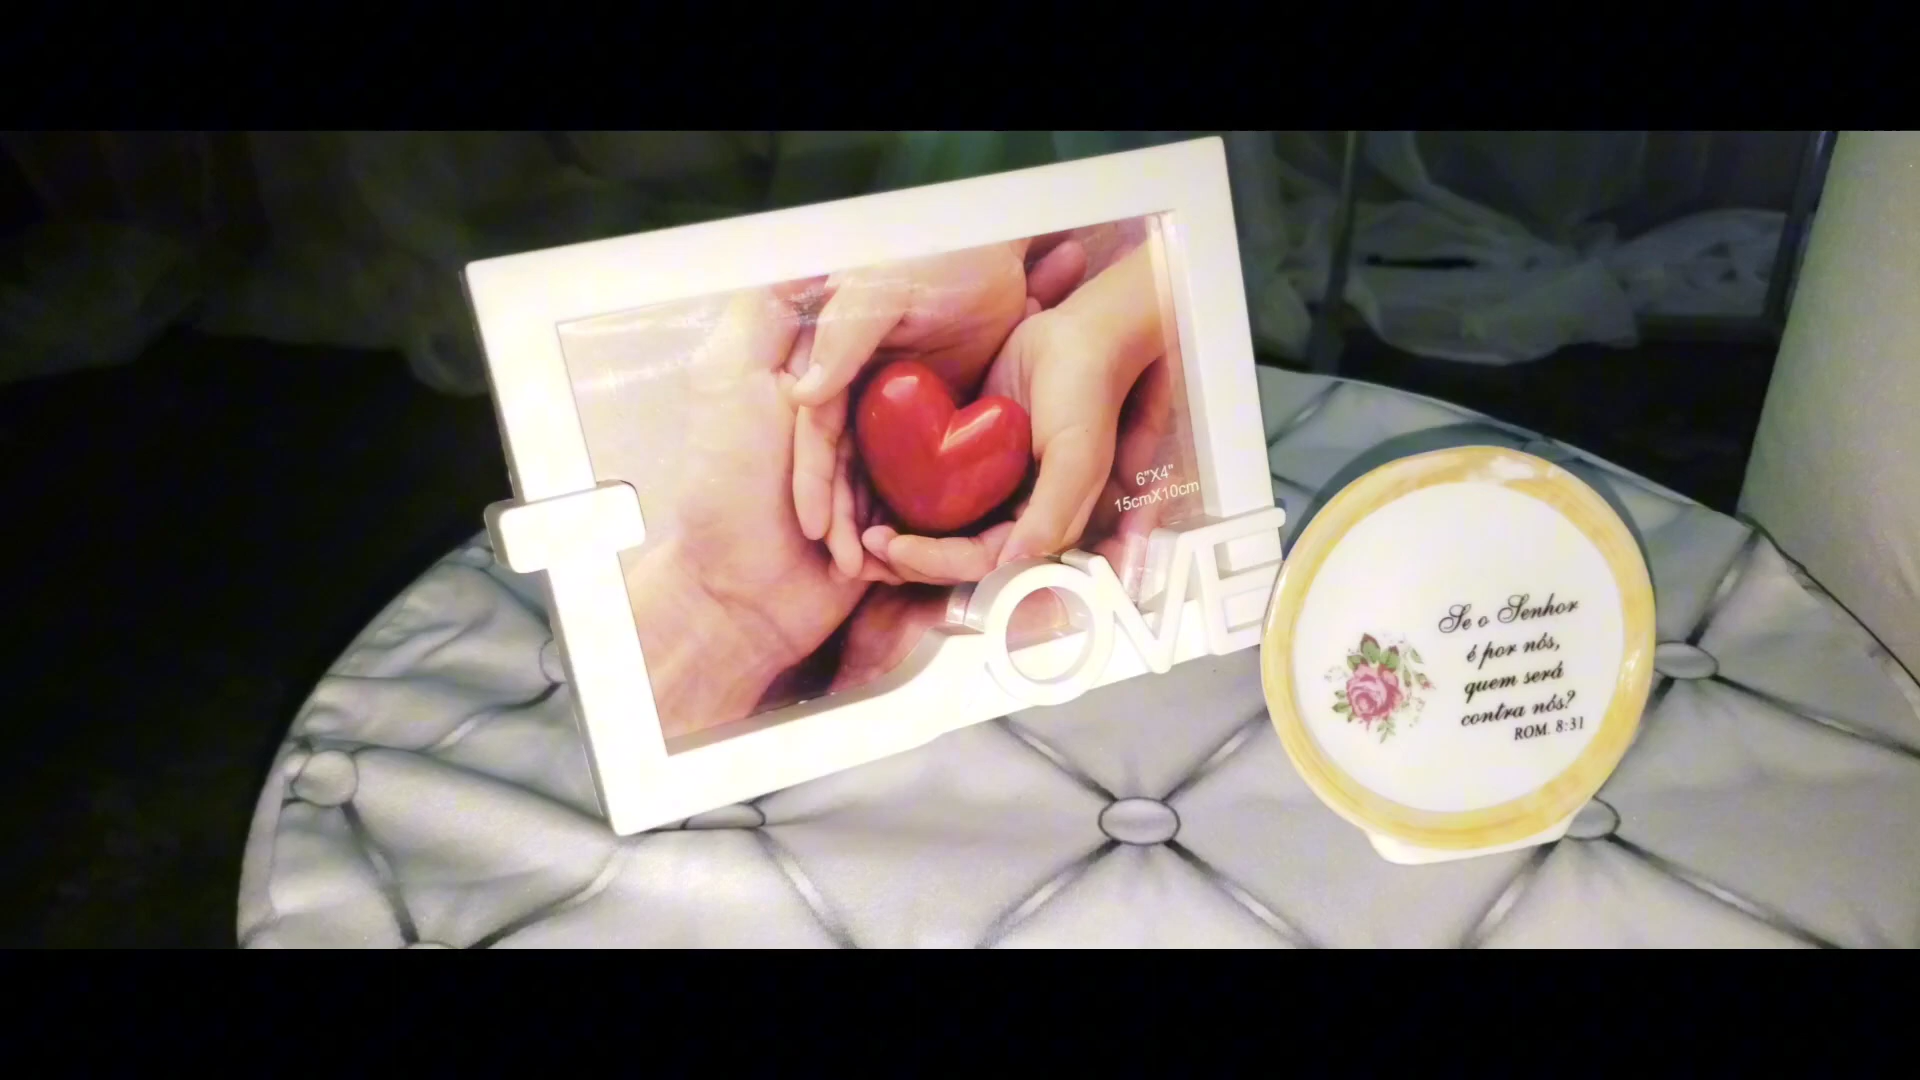 6"X4"
15cmX10cm
LOVE
Se o Senhor
é por nós,
quem será
contra nós?
ROM. 8:31